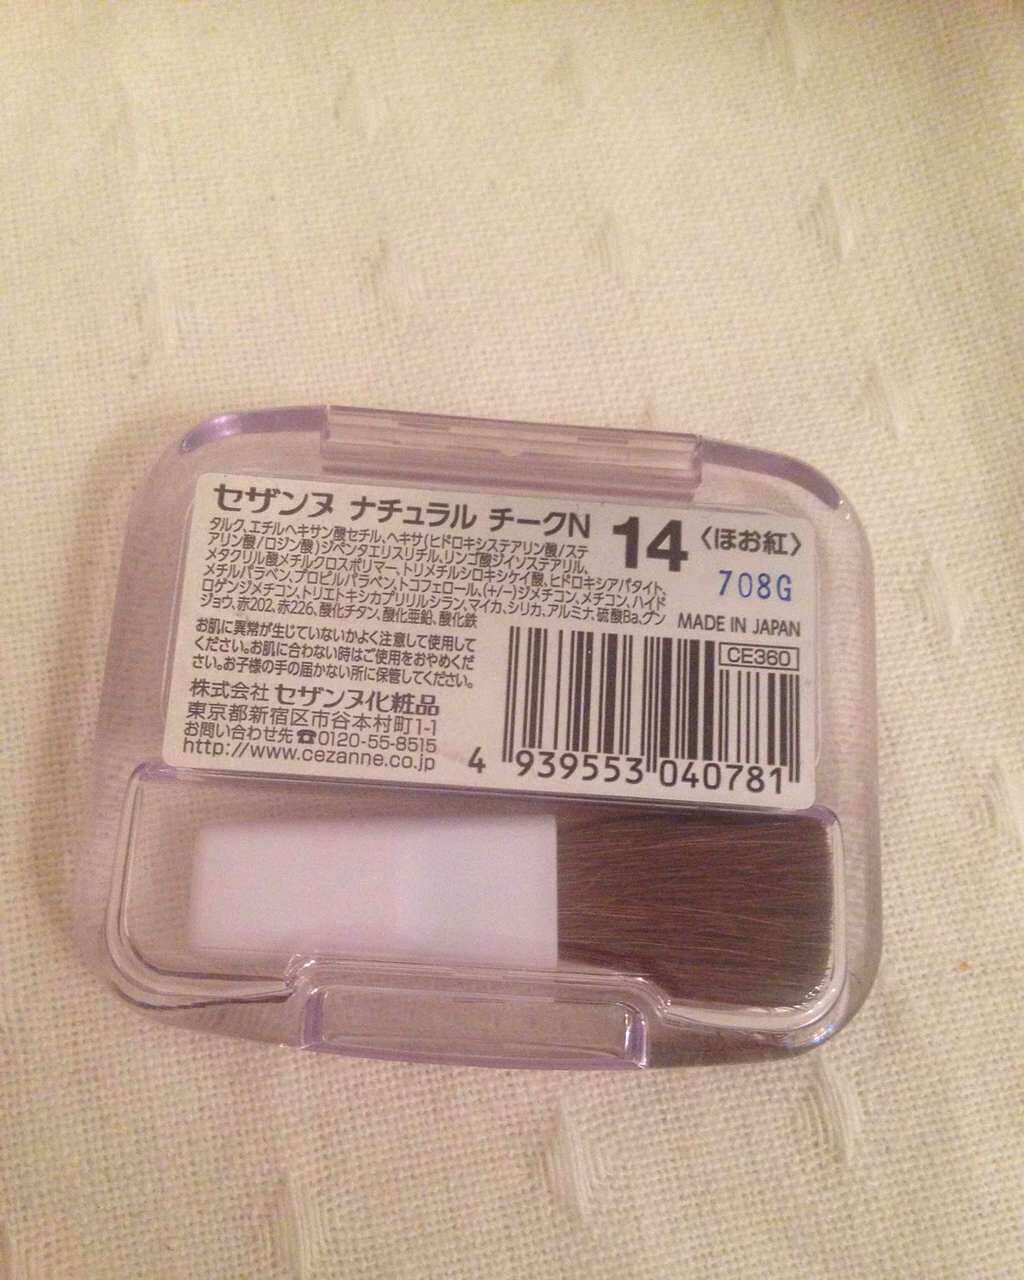 セザンヌ ナチュラル チークN 14 〈ほお紅〉
タルク、エチルヘキサン酸セチル、ヘキサ(ヒドロキシステアリン酸/ステ
アリン酸/ロジン酸)ジペンタエリスリチル、リンゴ酸ジイソステアリル、
メタクリル酸メチルクロスポリマー、トリメチルシロキシケイ酸、ヒドロキシアパタイト、
メチルパラベン、プロピルパラベン、トコフェロール、(+/-)ジメチコン、メチコン、ハイド
ロゲンジメチコン、トリエトキシカプリリルシラン、マイカ、シリカ、アルミナ、硫酸Ba、グン
ジョウ、赤202、赤226、酸化チタン、酸化亜鉛、酸化鉄
708G
MADE IN JAPAN
CE360
お肌に異常が生じていないかよく注意して使用して
ください。お肌に合わない時はご使用をおやめくだ
さい。お子様の手の届かない所に保管してください。
株式会社 セザンヌ化粧品
東京都新宿区市谷本村町1-1
お問い合わせ先☎0120-55-8515
http://www.cezanne.co.jp
4 939553 040781